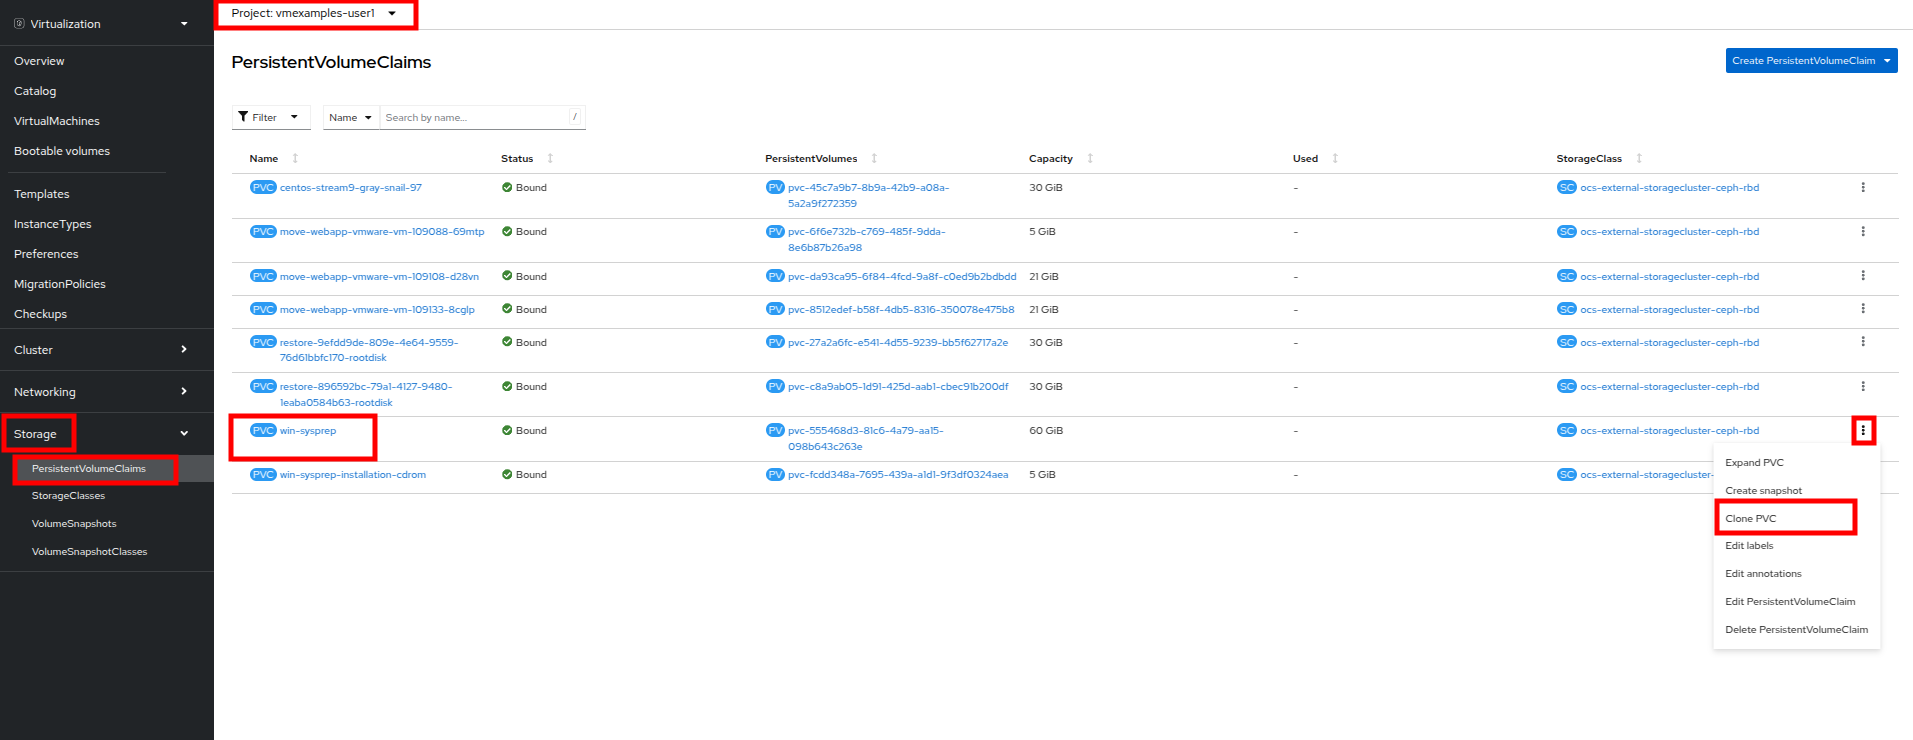 Virtualization
Overview
Catalog
VirtualMachines
Bootable volumes
Templates
InstanceTypes
Preferences
MigrationPolicies
Checkups
Cluster
Networking
Storage
PersistentVolumeClaims
StorageClasses
VolumeSnapshots
VolumeSnapshotClasses
Project: vmexamples-user1
PersistentVolumeClaims
Create PersistentVolumeClaim
Filter Name Search by name... /
Name Status PersistentVolumes Capacity Used StorageClass
PVC centos-stream9-gray-snail-97 Bound PV pvc-45c7a9b7-8b9a-42b9-a08a- 30 GiB - SC ocs-external-storagecluster-ceph-rbd
5a2a9f272359
PVC move-webapp-vmware-vm-109088-69mtp Bound PV pvc-6f6e732b-c769-485f-9dda- 5 GiB - SC ocs-external-storagecluster-ceph-rbd
8e6b87b26a98
PVC move-webapp-vmware-vm-109108-d28vn Bound PV pvc-da93ca95-6f84-4fcd-9a8f-c0ed9b2bdbdd 21 GiB - SC ocs-external-storagecluster-ceph-rbd
PVC move-webapp-vmware-vm-109133-8cglp Bound PV pvc-8512edef-b58f-4db5-8316-350078e475b8 21 GiB - SC ocs-external-storagecluster-ceph-rbd
PVC restore-9efdd9de-809e-4e64-9559- Bound PV pvc-27a2a6fc-e541-4d55-9239-bb5f62717a2e 30 GiB - SC ocs-external-storagecluster-ceph-rbd
76d61bbfc170-rootdisk
PVC restore-896592bc-79a1-4127-9480- Bound PV pvc-c8a9ab05-1d91-425d-aab1-cbec91b200df 30 GiB - SC ocs-external-storagecluster-ceph-rbd
1eaba0584b63-rootdisk
PVC win-sysprep Bound PV pvc-555468d3-81c6-4a79-aa15- 60 GiB - SC ocs-external-storagecluster-ceph-rbd
098b643c263e
PVC win-sysprep-installation-cdrom Bound PV pvc-fcdd348a-7695-439a-a1d1-9f3df0324aea 5 GiB - SC ocs-external-storagecluster-
Expand PVC
Create snapshot
Clone PVC
Edit labels
Edit annotations
Edit PersistentVolumeClaim
Delete PersistentVolumeClaim